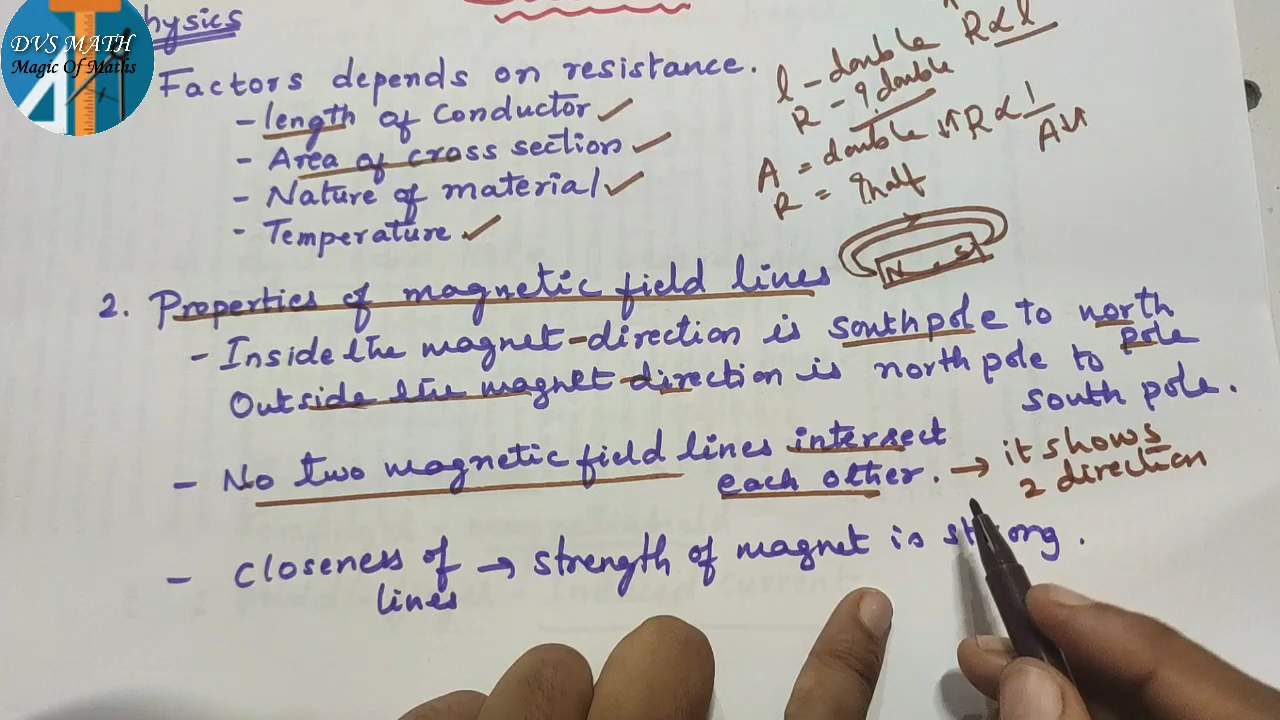 Physics
DVS MATH
Magic Of Maths
Factors depends on resistance.
- length of conductor ✓
- Area of cross section ✓
- Nature of material ✓
- Temperature ✓
R∝l
l - double
R - double
A = double ↓↑ R ∝ 1/A ↓↑
R = half
N - S
2. Properties of magnetic field lines
- Inside the magnet - direction is south pole to north pole
Outside the magnet - direction is north pole to south pole.
- No two magnetic field lines intersect
each other. → it shows
2 direction
- closeness of → strength of magnet is strong.
lines